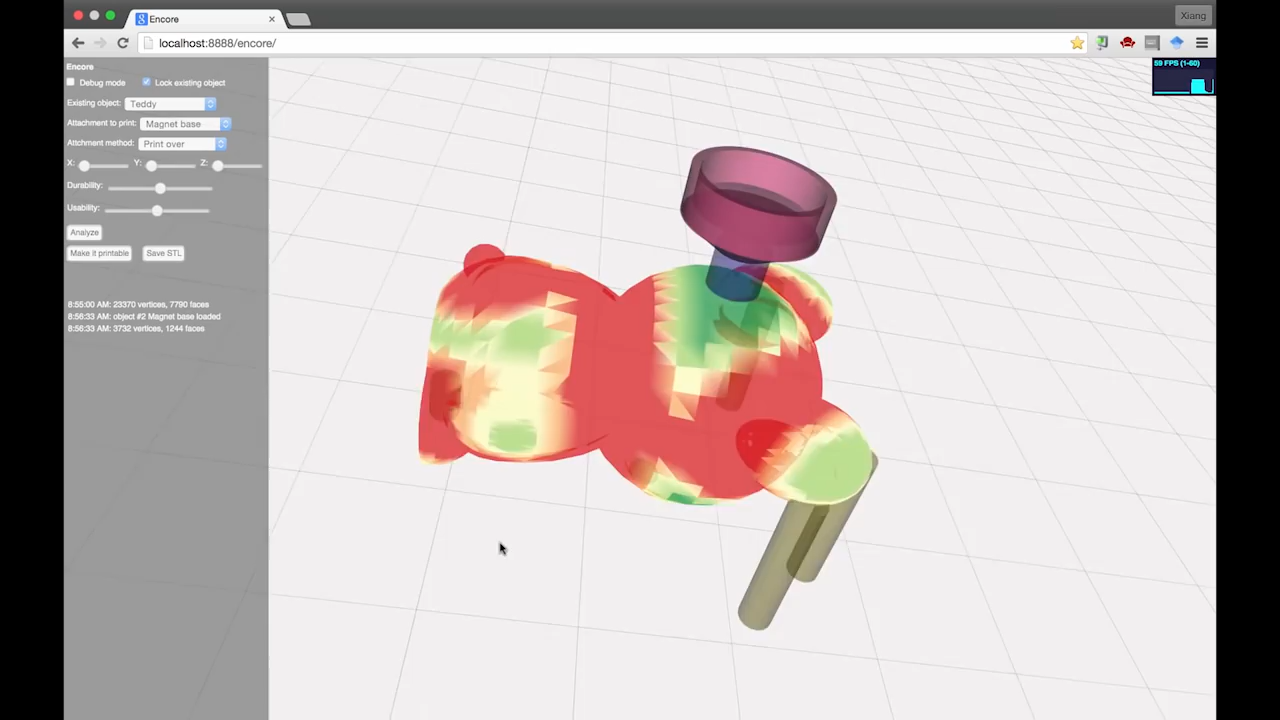 Encore
Xiang
localhost:8888/encore/
Encore
Debug mode Lock existing object
Existing object: Teddy
Attachment to print: Magnet base
Attchment method: Print over
X: Y: Z:
Durability:
Usability:
Analyze
Make it printable Save STL
8:55:00 AM: 23370 vertices, 7790 faces
8:56:33 AM: object #2 Magnet base loaded
8:56:33 AM: 3732 vertices, 1244 faces
59 FPS (1-60)